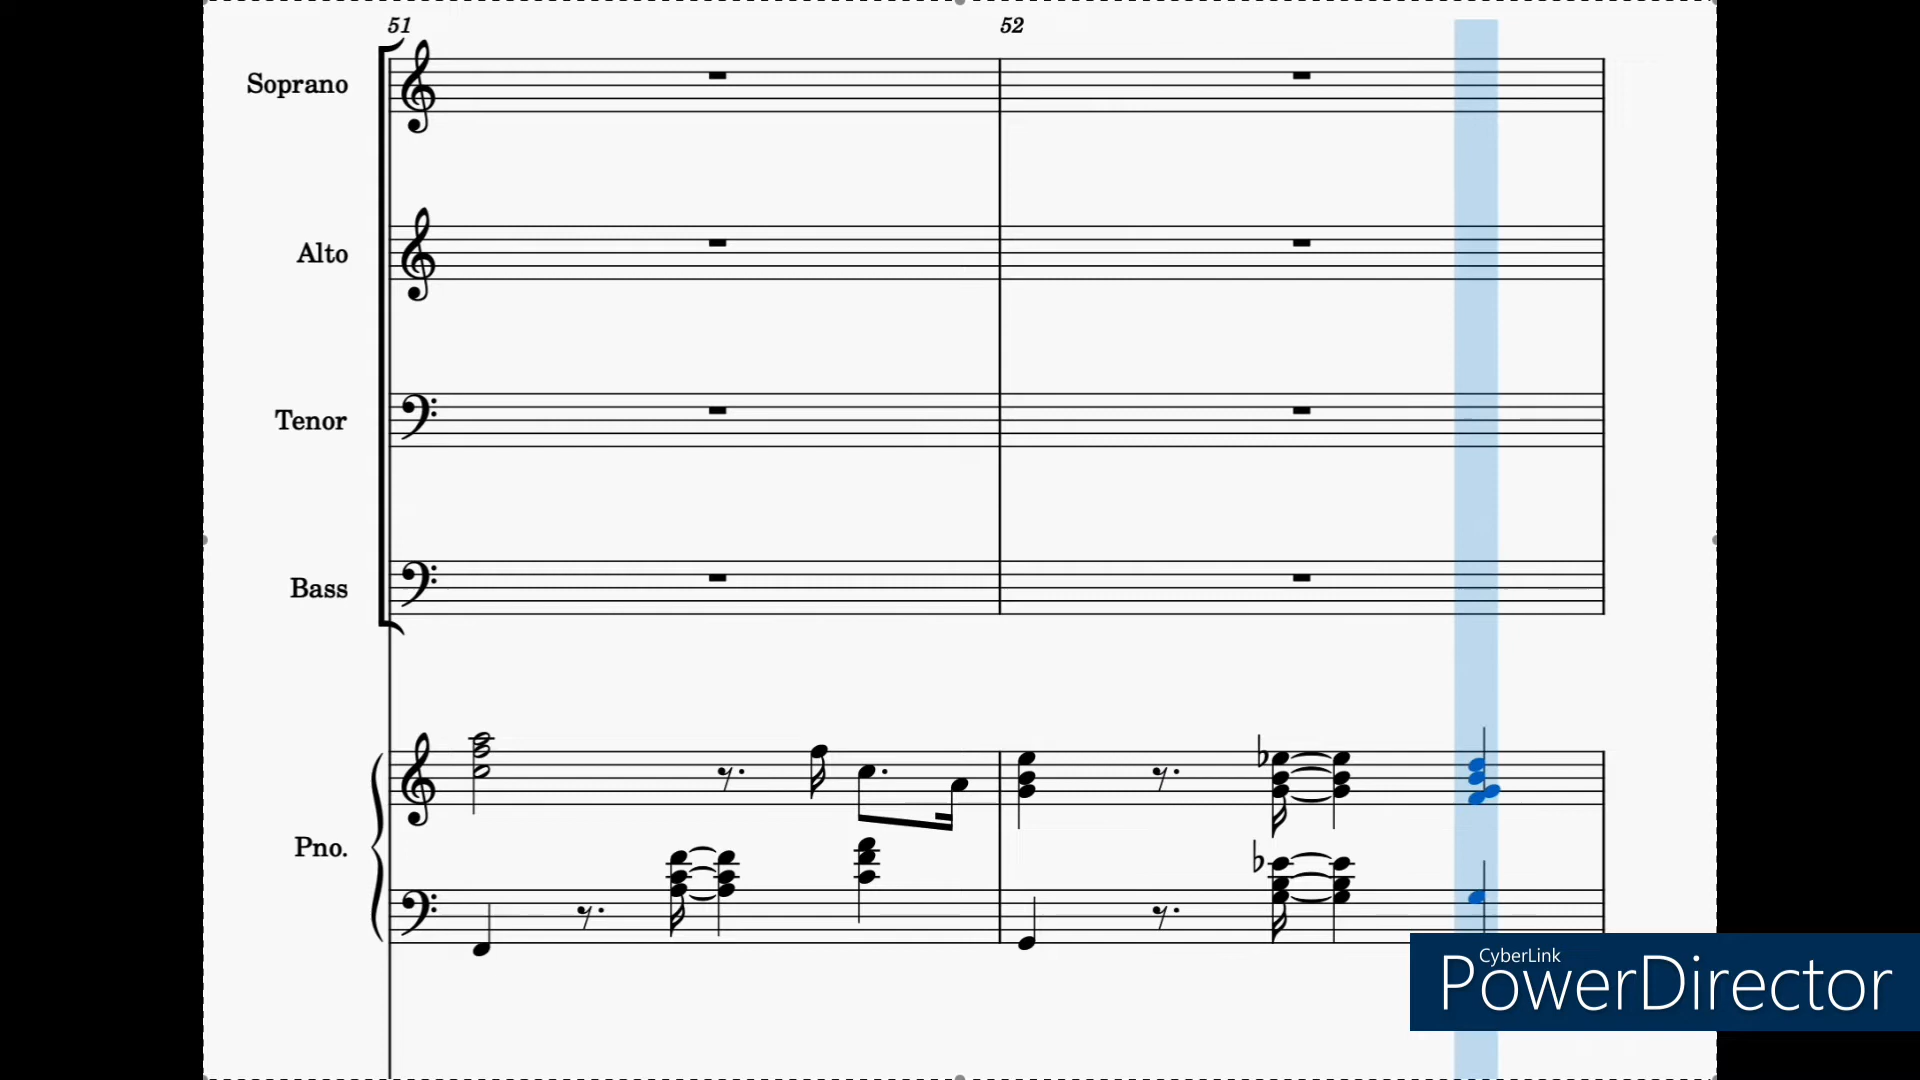 51
52
Soprano
Alto
Tenor
Bass
Pno.
CyberLink
PowerDirector